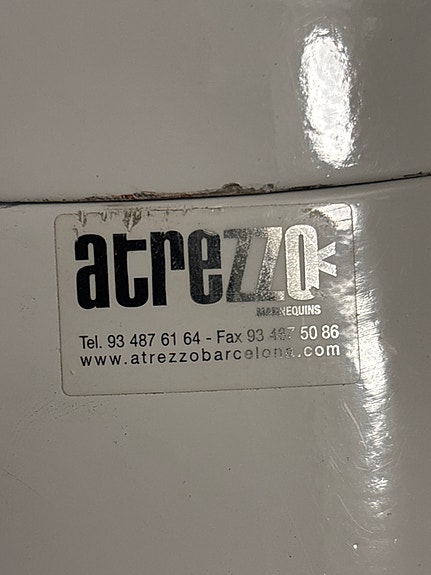 atrezzo
MANNEQUINS
Tel. 93 487 61 64 - Fax 93 487 50 86
www.atrezzobarcelona.com